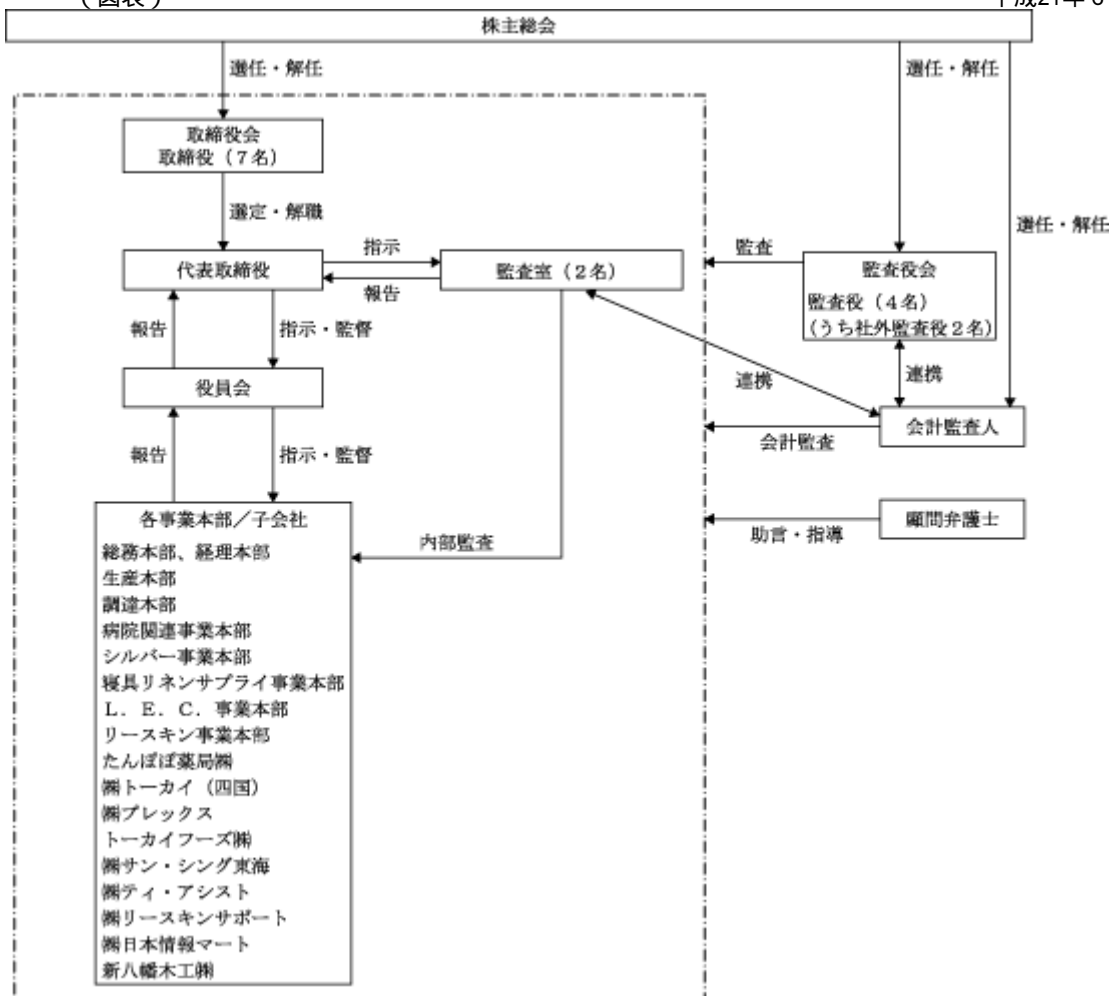 （図表）
平成21年6
株主総会
選任・解任
選任・解任
取締役会
取締役（７名）
選定・解職
選任・解任
代表取締役
指示
報告
監査室（２名）
監査
監査役会
監査役（４名）
（うち社外監査役２名）
報告
指示・監督
役員会
連携
連携
会計監査人
会計監査
報告
指示・監督
顧問弁護士
助言・指導
内部監査
各事業本部／子会社
総務本部、経理本部
生産本部
調達本部
病院関連事業本部
シルバー事業本部
寝具リネンサプライ事業本部
Ｌ．Ｅ．Ｃ．事業本部
リースキン事業本部
たんぽぽ薬局㈱
㈱トーカイ（四国）
㈱プレックス
トーカイフーズ㈱
㈱サン・シング東海
㈱ティ・アシスト
㈱リースキンサポート
㈱日本情報マート
新八幡木工㈱